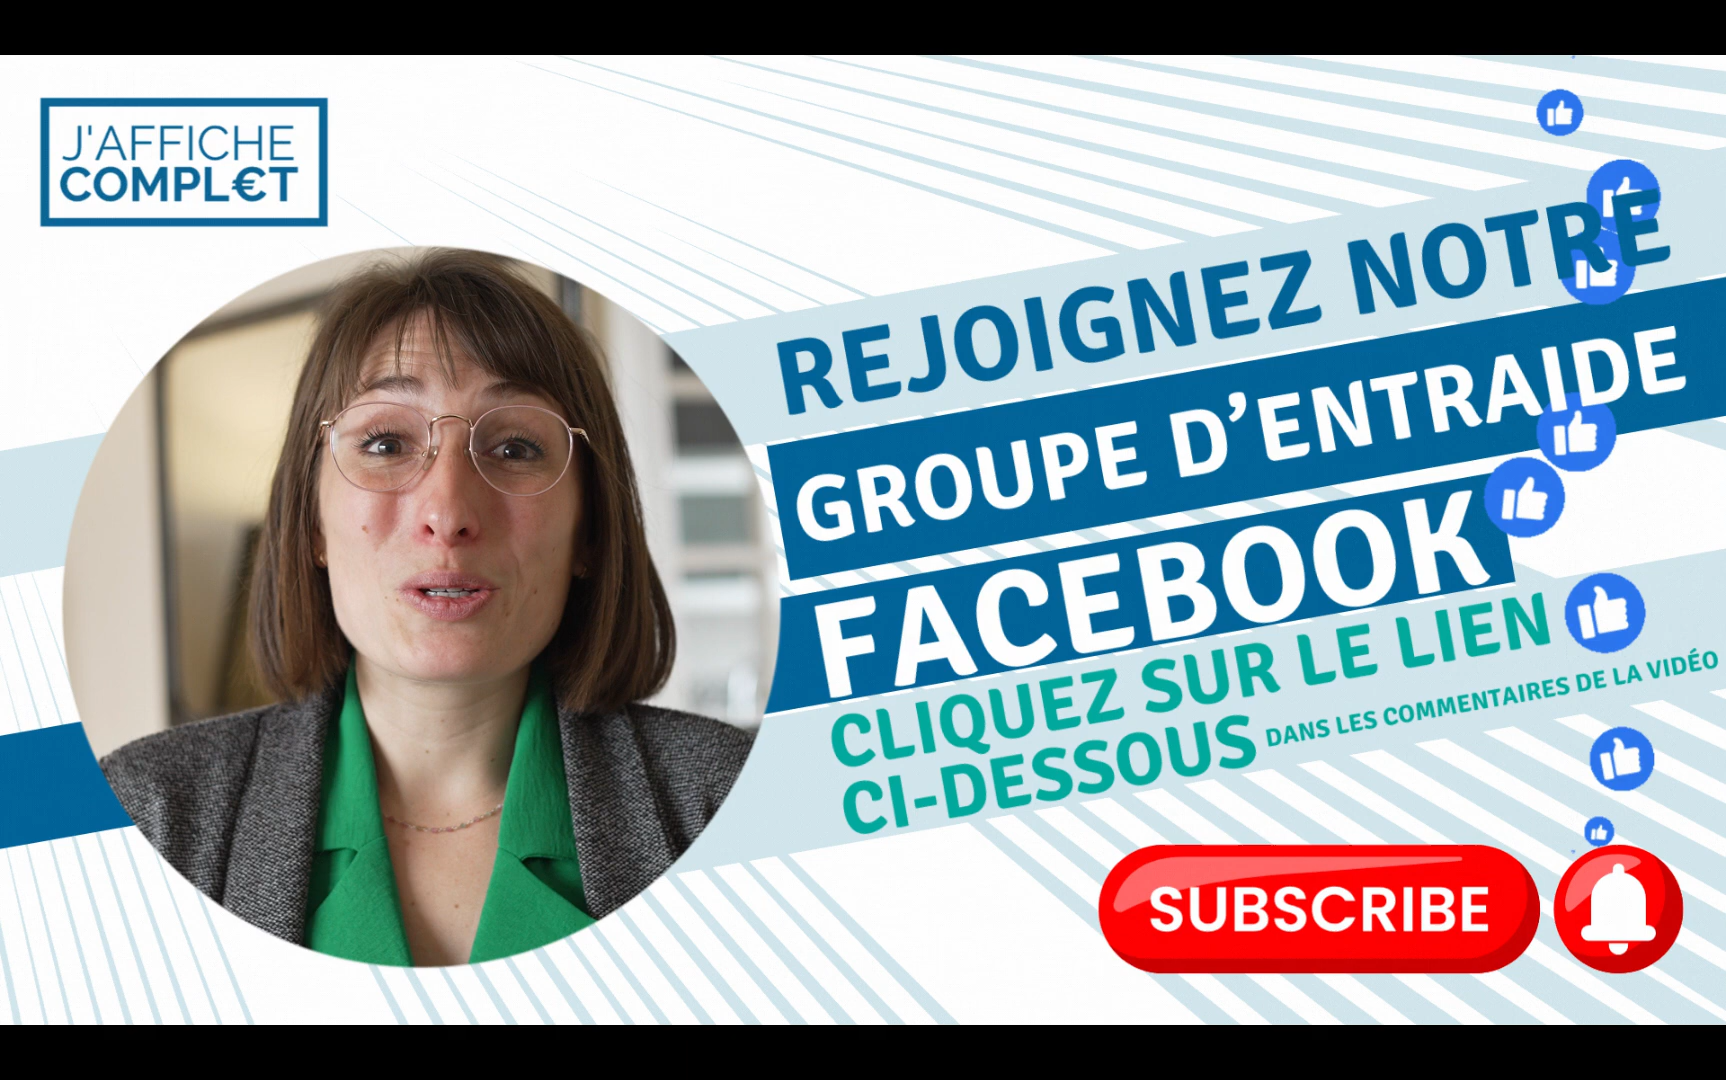 J'AFFICHE
COMPL€T
REJOIGNEZ NOTRE
GROUPE D'ENTRAIDE
FACEBOOK
CLIQUEZ SUR LE LIEN
CI-DESSOUS DANS LES COMMENTAIRES DE LA VIDÉO
SUBSCRIBE